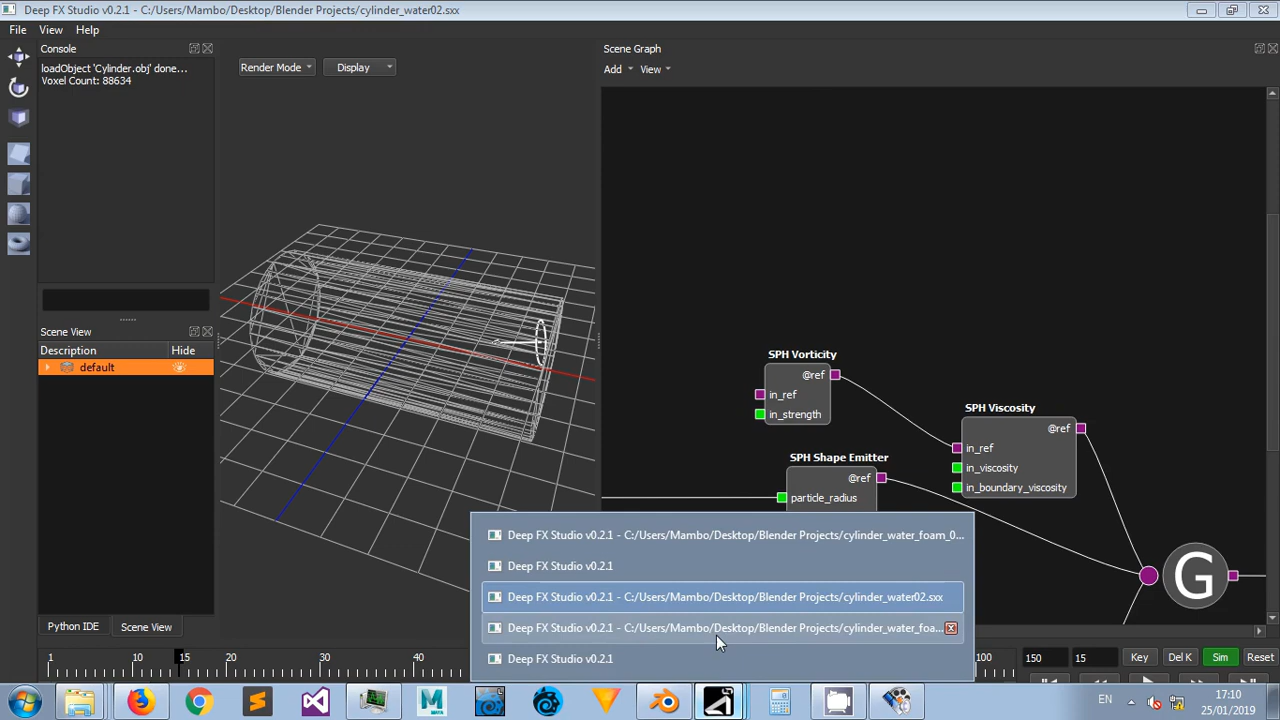 Deep FX Studio v0.2.1 - C:/Users/Mambo/Desktop/Blender Projects/cylinder_water02.sxx
File View Help
Console
Scene Graph
loadObject 'Cylinder.obj' done...
Voxel Count: 88634
Render Mode
Display
Add View
Scene View
Description Hide
default
SPH Vorticity
@ref
in_ref
in_strength
SPH Viscosity
@ref
in_ref
in_viscosity
in_boundary_viscosity
SPH Shape Emitter
@ref
particle_radius
G
Deep FX Studio v0.2.1 - C:/Users/Mambo/Desktop/Blender Projects/cylinder_water_foam_0...
Deep FX Studio v0.2.1
Deep FX Studio v0.2.1 - C:/Users/Mambo/Desktop/Blender Projects/cylinder_water02.sxx
Deep FX Studio v0.2.1 - C:/Users/Mambo/Desktop/Blender Projects/cylinder_water_foa...
Deep FX Studio v0.2.1
Python IDE Scene View
1 5 10 15 20 30 40 100 150 15 Key Del K Sim Reset
EN 17:10
25/01/2019